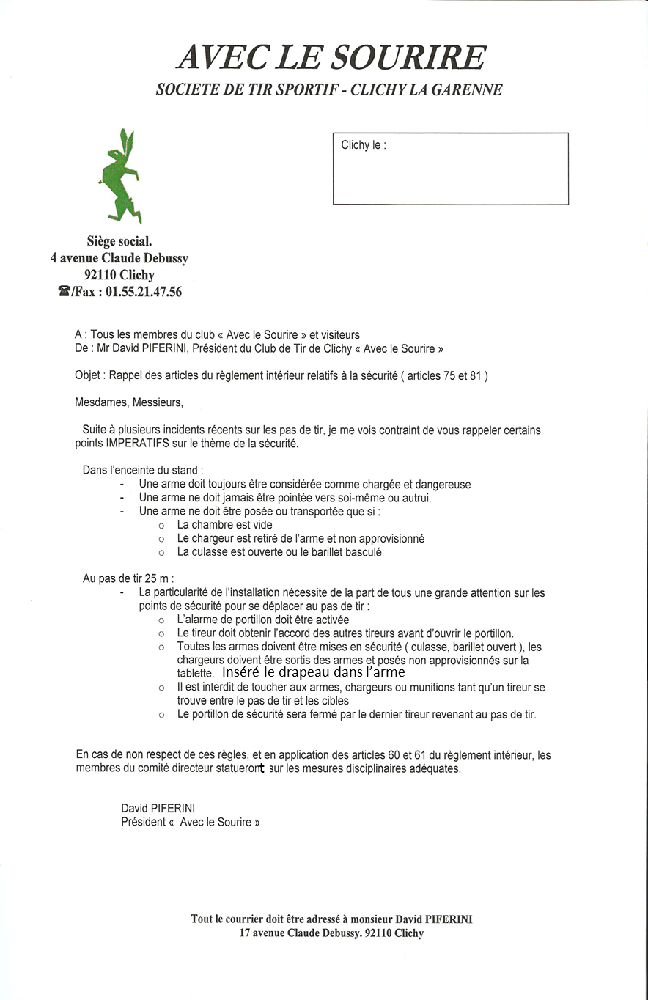 AVEC LE SOURIRE
SOCIETE DE TIR SPORTIF - CLICHY LA GARENNE
Clichy le :
Siège social.
4 avenue Claude Debussy
92110 Clichy
☎/Fax : 01.55.21.47.56
A : Tous les membres du club « Avec le Sourire » et visiteurs
De : Mr David PIFERINI, Président du Club de Tir de Clichy « Avec le Sourire »
Objet : Rappel des articles du règlement intérieur relatifs à la sécurité ( articles 75 et 81 )
Mesdames, Messieurs,
Suite à plusieurs incidents récents sur les pas de tir, je me vois contraint de vous rappeler certains
points IMPERATIFS sur le thème de la sécurité.
Dans l'enceinte du stand :
- Une arme doit toujours être considérée comme chargée et dangereuse
- Une arme ne doit jamais être pointée vers soi-même ou autrui.
- Une arme ne doit être posée ou transportée que si :
o La chambre est vide
o Le chargeur est retiré de l'arme et non approvisionné
o La culasse est ouverte ou le barillet basculé
Au pas de tir 25 m :
- La particularité de l'installation nécessite de la part de tous une grande attention sur les
points de sécurité pour se déplacer au pas de tir :
o L'alarme de portillon doit être activée
o Le tireur doit obtenir l'accord des autres tireurs avant d'ouvrir le portillon.
o Toutes les armes doivent être mises en sécurité ( culasse, barillet ouvert ), les
chargeurs doivent être sortis des armes et posés non approvisionnés sur la
tablette. Inséré le drapeau dans l'arme
o Il est interdit de toucher aux armes, chargeurs ou munitions tant qu'un tireur se
trouve entre le pas de tir et les cibles
o Le portillon de sécurité sera fermé par le dernier tireur revenant au pas de tir.
En cas de non respect de ces règles, et en application des articles 60 et 61 du règlement intérieur, les
membres du comité directeur statueront sur les mesures disciplinaires adéquates.
David PIFERINI
Président « Avec le Sourire »
Tout le courrier doit être adressé à monsieur David PIFERINI
17 avenue Claude Debussy. 92110 Clichy